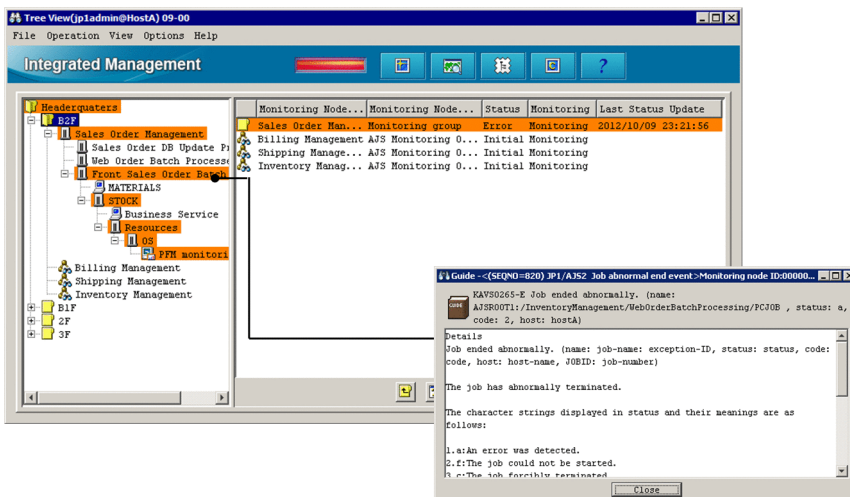 Tree View(jp1admin@HostA) 09-00
File Operation View Options Help
Integrated Management
Headerquaters
B2F
Sales Order Management
Sales Order DB Update
Web Order Batch Process
Front Sales Order Batch
MATERIALS
STOCK
Business Service
Resources
OS
PFM monitori
Billing Management
Shipping Management
Inventory Management
B1F
2F
3F
Monitoring Node... Monitoring Node... Status Monitoring Last Status Update
Sales Order Man... Monitoring group Error Monitoring 2012/10/09 23:21:56
Billing Management AJS Monitoring O... Initial Monitoring
Shipping Manage... AJS Monitoring O... Initial Monitoring
Inventory Manag... AJS Monitoring O... Initial Monitoring
Guide -<(SEQNO=820) JP1/AJS2 Job abnormal end event>Monitoring node ID:00000...
GUIDE
KAVS0265-E Job ended abnormally. (name:
AJSROOT1:/InventoryManagement/WebOrderBatchProcessing/PCJOB , status: a,
code: 2, host: hostA)
Details
Job ended abnormally. (name: job-name: exception-ID, status: status, code:
code, host: host-name, JOBID: job-number)
The job has abnormally terminated.
The character strings displayed in status and their meanings are as
follows:
1.a:An error was detected.
2.f:The job could not be started.
3.c:The job forcibly terminated
Close